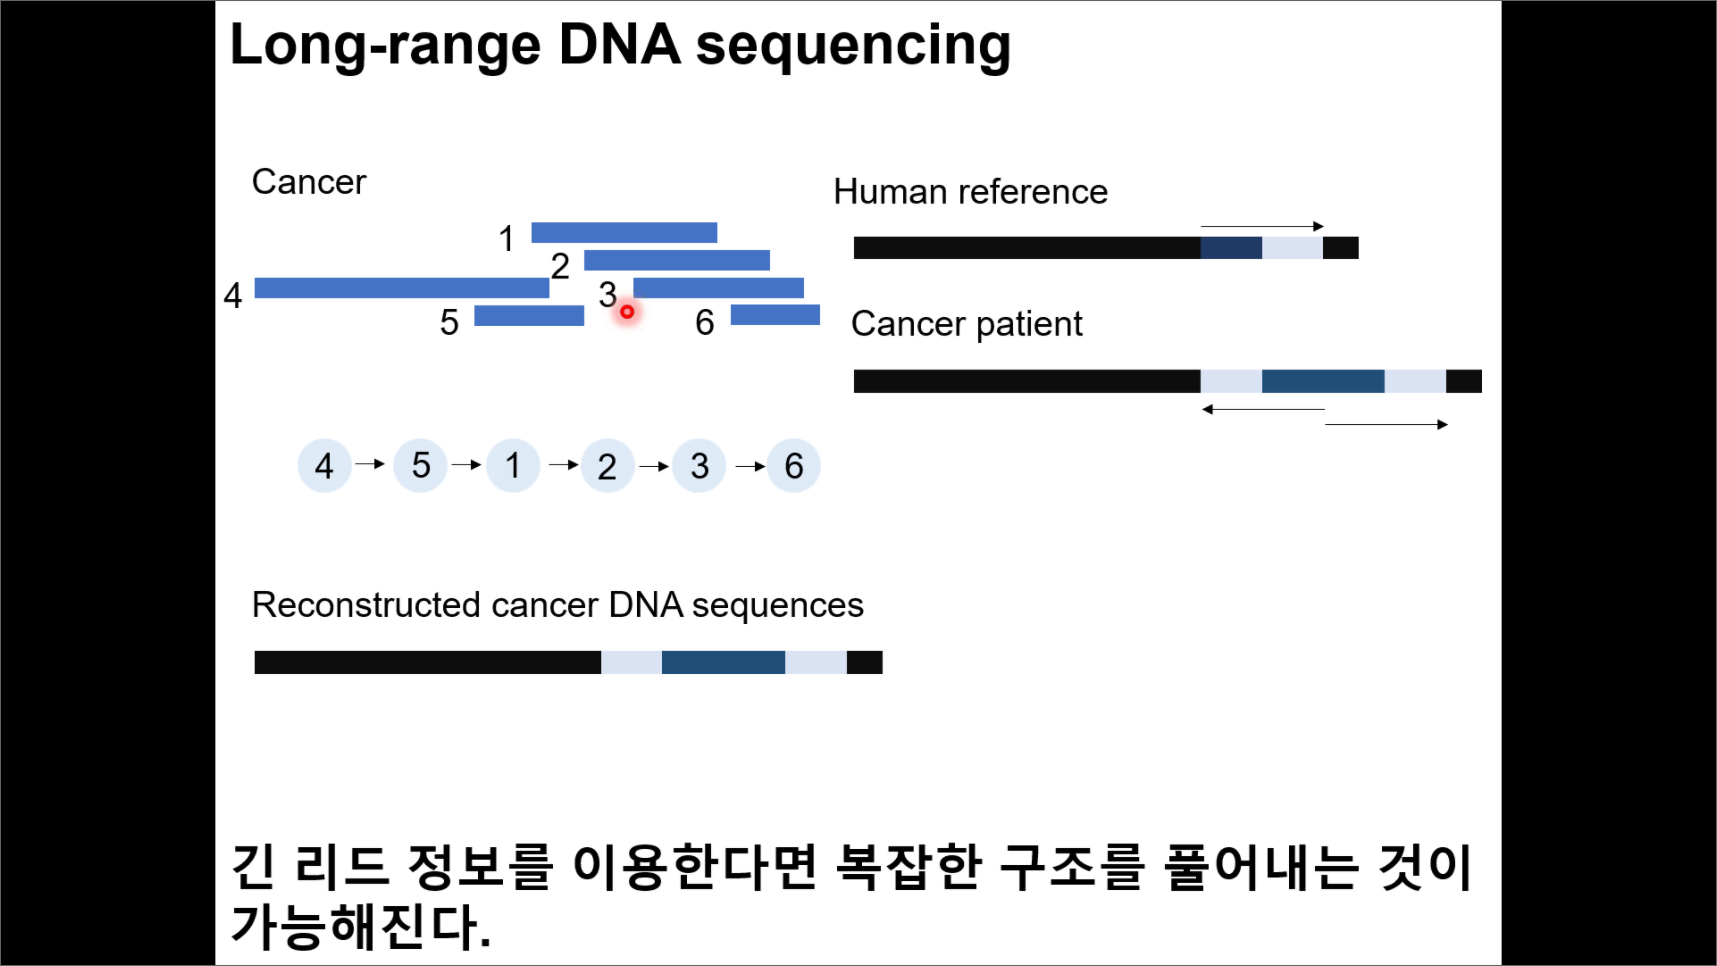 Long-range DNA sequencing
Cancer
1
2
4
3
5
6
Human reference
Cancer patient
4 5 1 2 3 6
Reconstructed cancer DNA sequences
긴 리드 정보를 이용한다면 복잡한 구조를 풀어내는 것이
가능해진다.